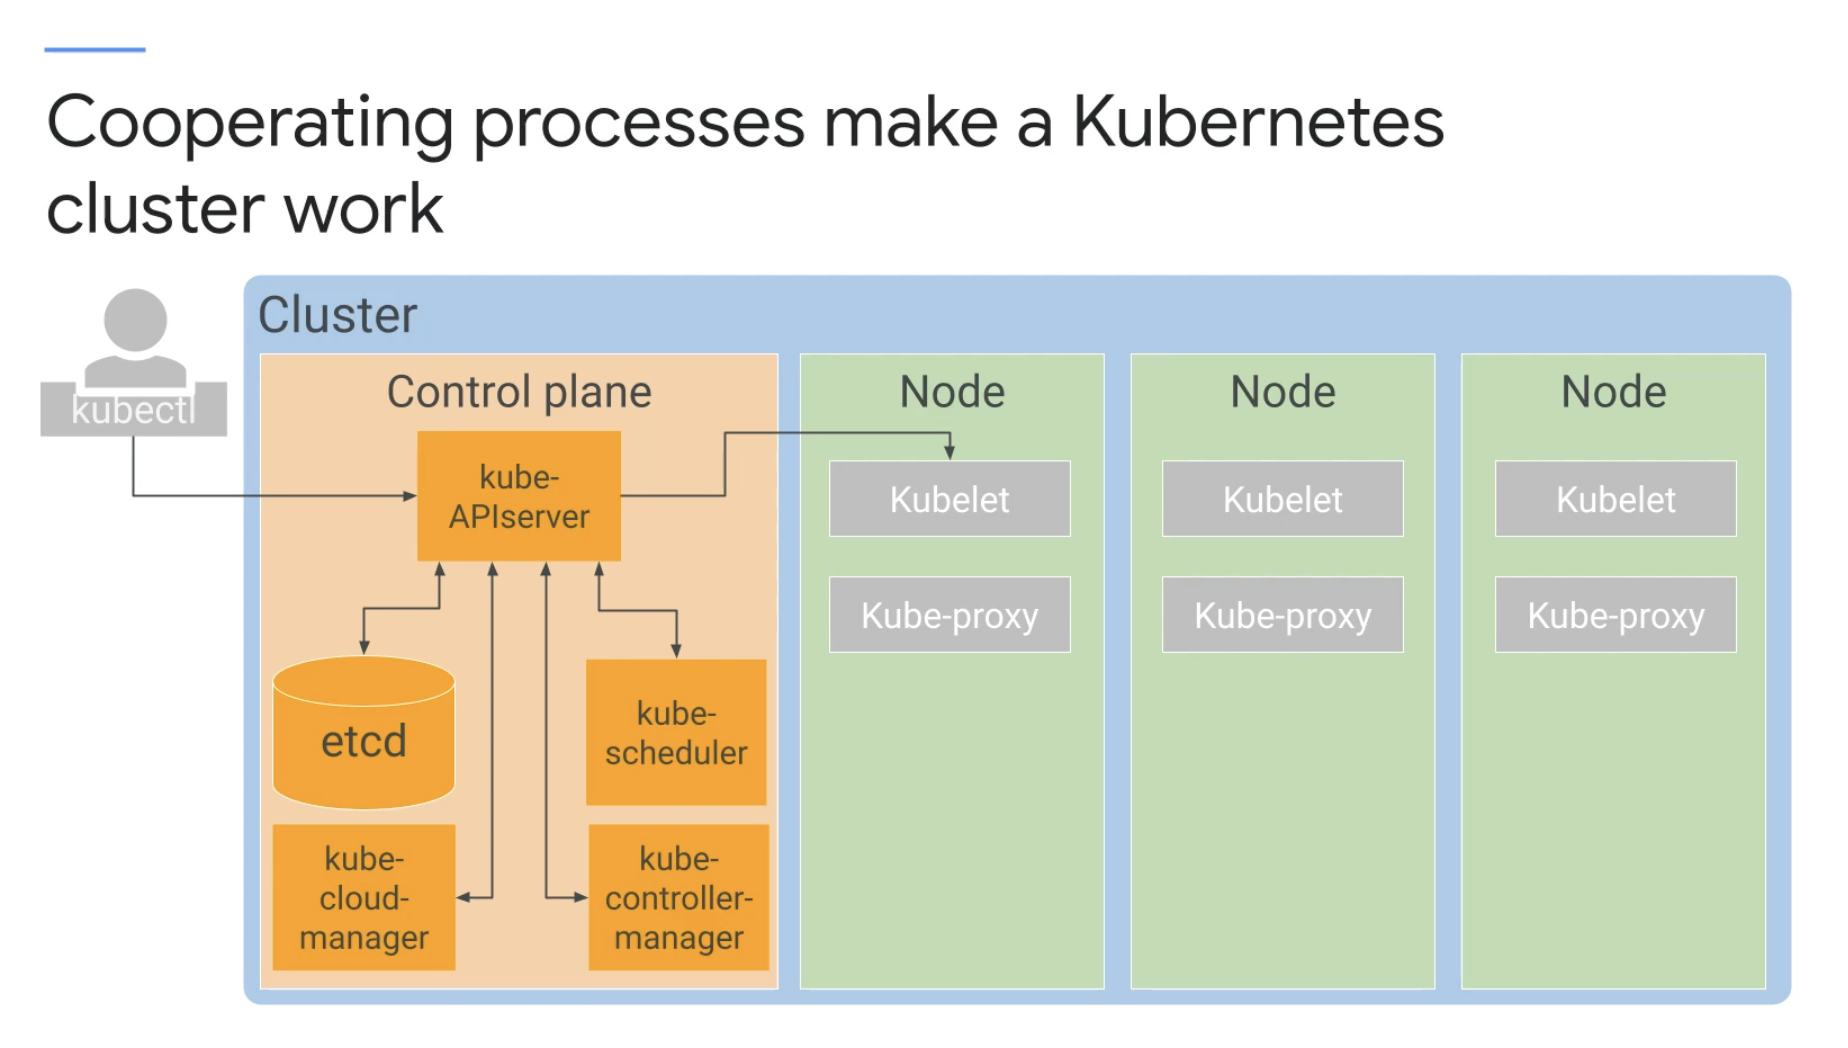 Cooperating processes make a Kubernetes
cluster work
kubectl
Cluster
Control plane
kube-
APIserver
etcd
kube-
scheduler
kube-
cloud-
manager
kube-
controller-
manager
Node
Kubelet
Kube-proxy
Node
Kubelet
Kube-proxy
Node
Kubelet
Kube-proxy